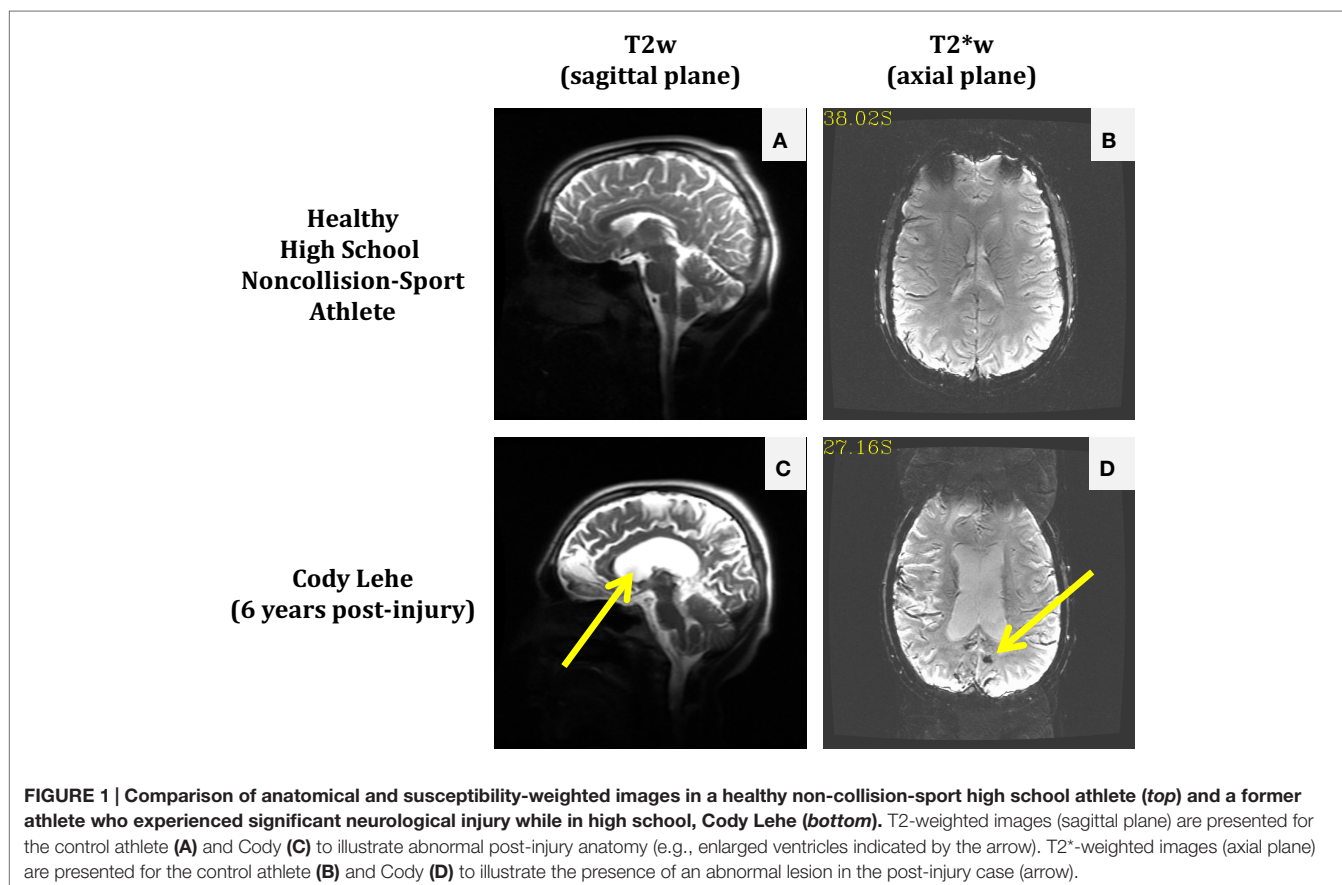 T2w
(sagittal plane)
T2*w
(axial plane)
Healthy
High School
Noncollision-Sport
Athlete
A
38.02S
B
Cody Lehe
(6 years post-injury)
C
27.16S
D
FIGURE 1 | Comparison of anatomical and susceptibility-weighted images in a healthy non-collision-sport high school athlete (top) and a former
athlete who experienced significant neurological injury while in high school, Cody Lehe (bottom). T2-weighted images (sagittal plane) are presented for
the control athlete (A) and Cody (C) to illustrate abnormal post-injury anatomy (e.g., enlarged ventricles indicated by the arrow). T2*-weighted images (axial plane)
are presented for the control athlete (B) and Cody (D) to illustrate the presence of an abnormal lesion in the post-injury case (arrow).